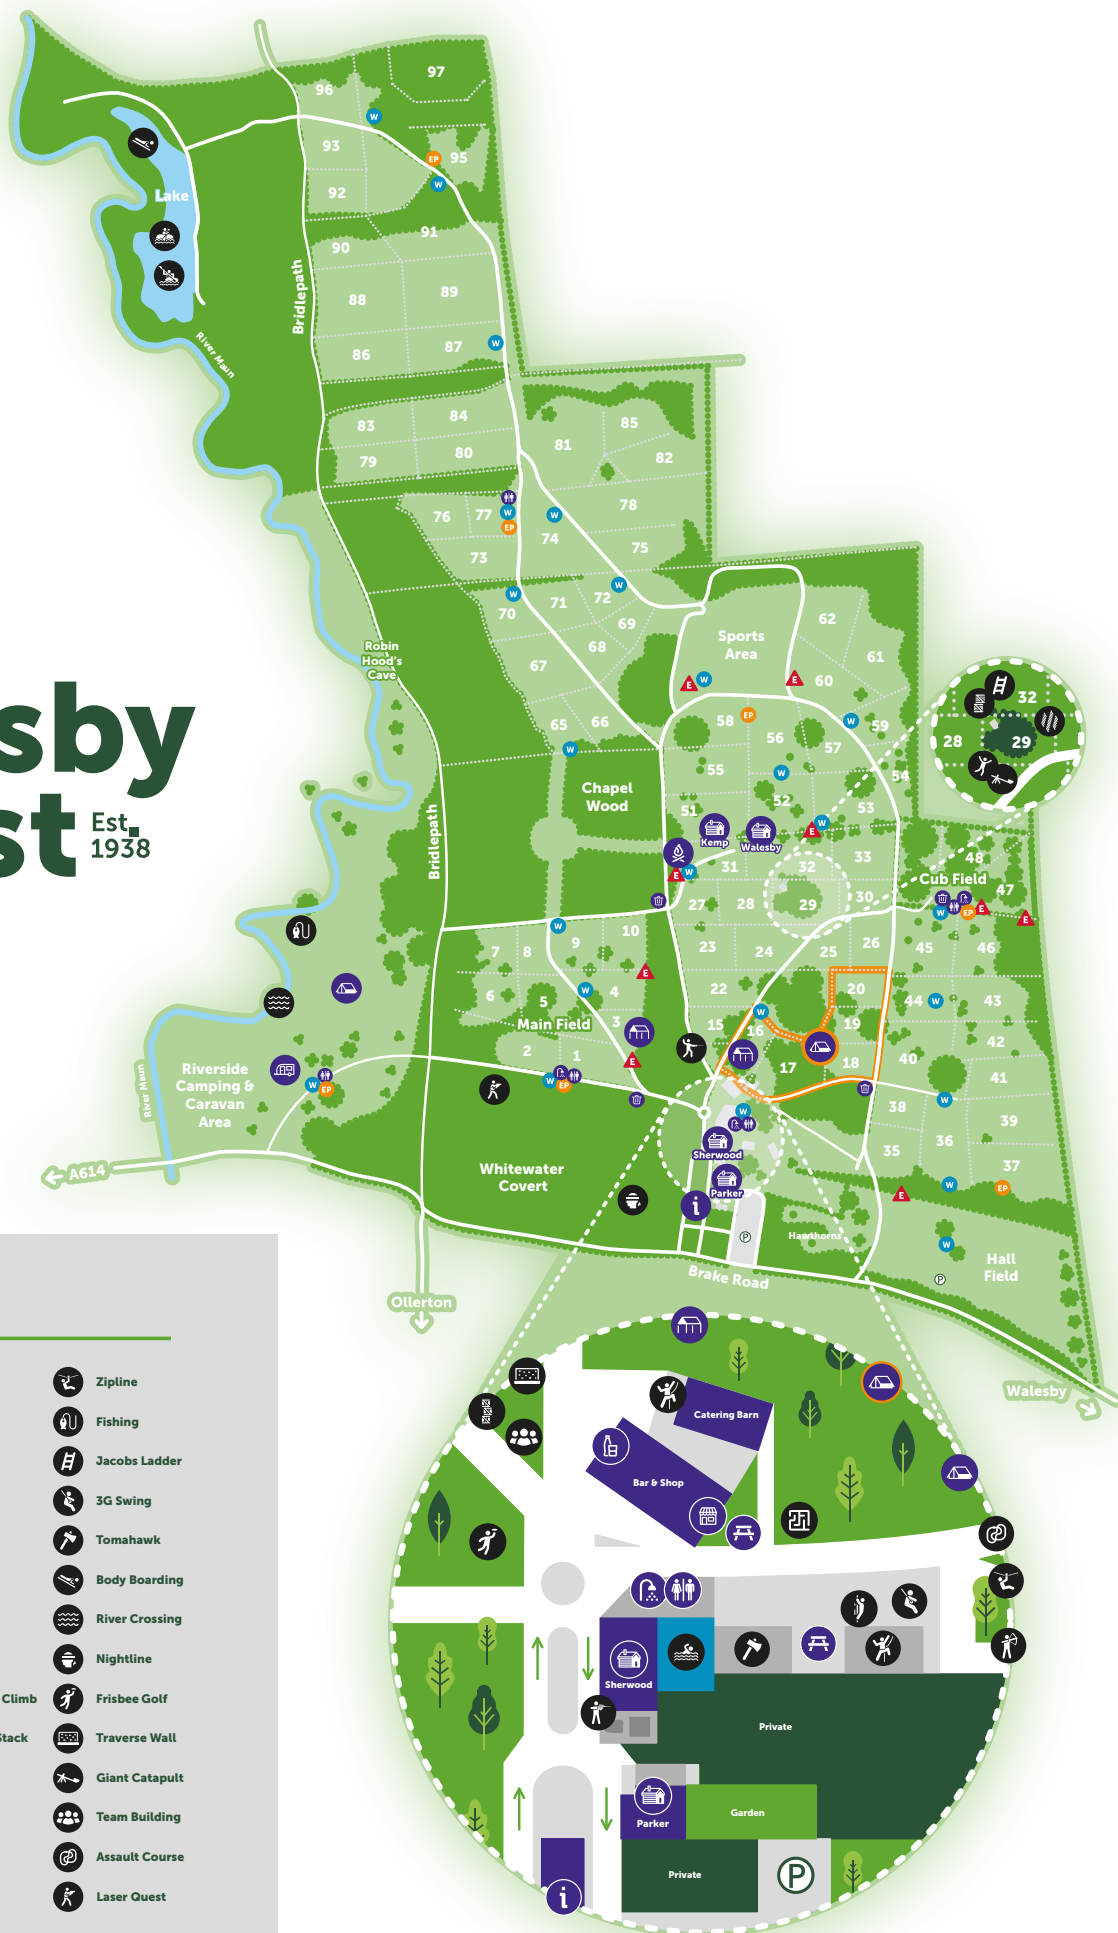 97
96
W
93
EP
95
W
92
Lake
91
90
Bridlepath
88
89
River Maun
86
87
W
83
84
85
81
79
80
82
76
77
W
W
78
EP
74
75
73
W
W
70
71
72
69
62
Robin
Hood's
Cave
68
Sports
Area
67
61
E
W
E
60
32
sby
65
66
58
EP
W
59
56
57
28
29
W
55
W
54
Chapel
Wood
st
Est.
1938
51
52
53
Kemp
Walesby
E
W
Bridlepath
31
32
33
48
E
W
Cub Field
47
27
28
29
30
W
EP
E
E
W
10
9
7
8
23
24
25
26
45
46
E
6
5
W
4
22
20
44
W
43
Main Field
3
W
15
16
19
42
2
1
E
17
18
40
41
River Maun
Riverside
Camping &
Caravan
Area
W
EP
W
EP
38
W
39
W
A614
Sherwood
35
36
37
Whitewater
Covert
Parker
E
W
EP
i
P
Hawthorns
W
Hall
Field
P
Brake Road
Ollerton
Walesby
Catering Barn
Bar & Shop
Sherwood
Private
Parker
Garden
Private
P
i
Zipline
Fishing
Jacobs Ladder
3G Swing
Tomahawk
Body Boarding
River Crossing
Nightline
Climb
Frisbee Golf
Stack
Traverse Wall
Giant Catapult
Team Building
Assault Course
Laser Quest